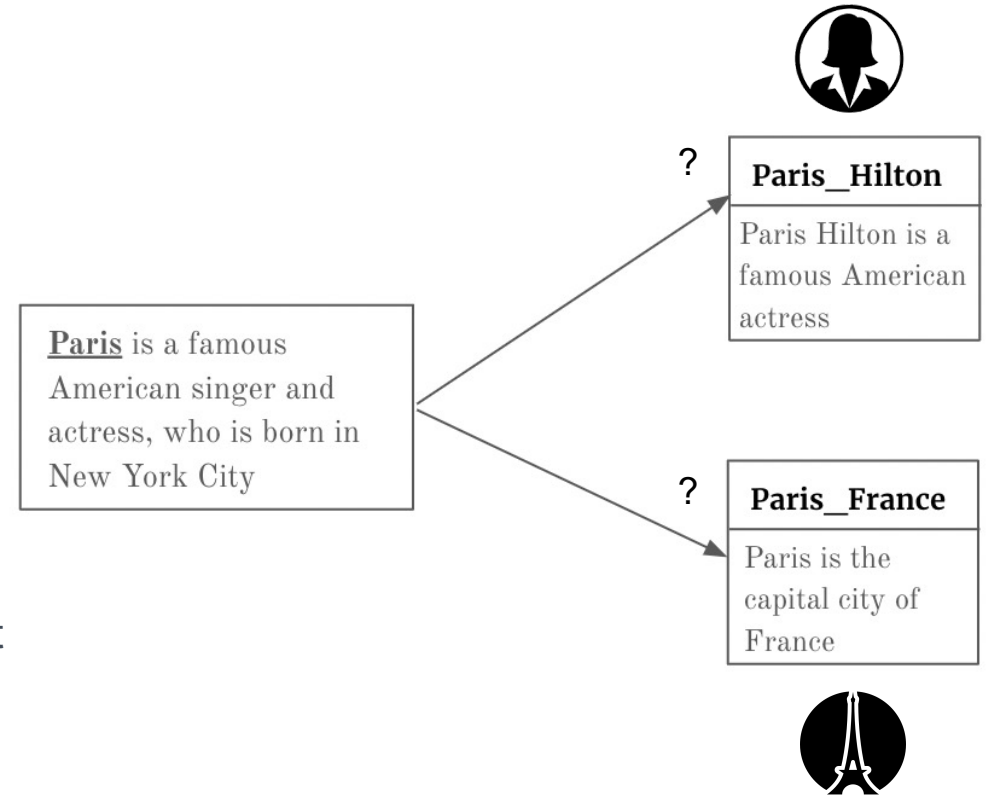 Paris is a famous
American singer and
actress, who is born in
New York City
?
Paris_Hilton
Paris Hilton is a
famous American
actress
?
Paris_France
Paris is the
capital city of
France